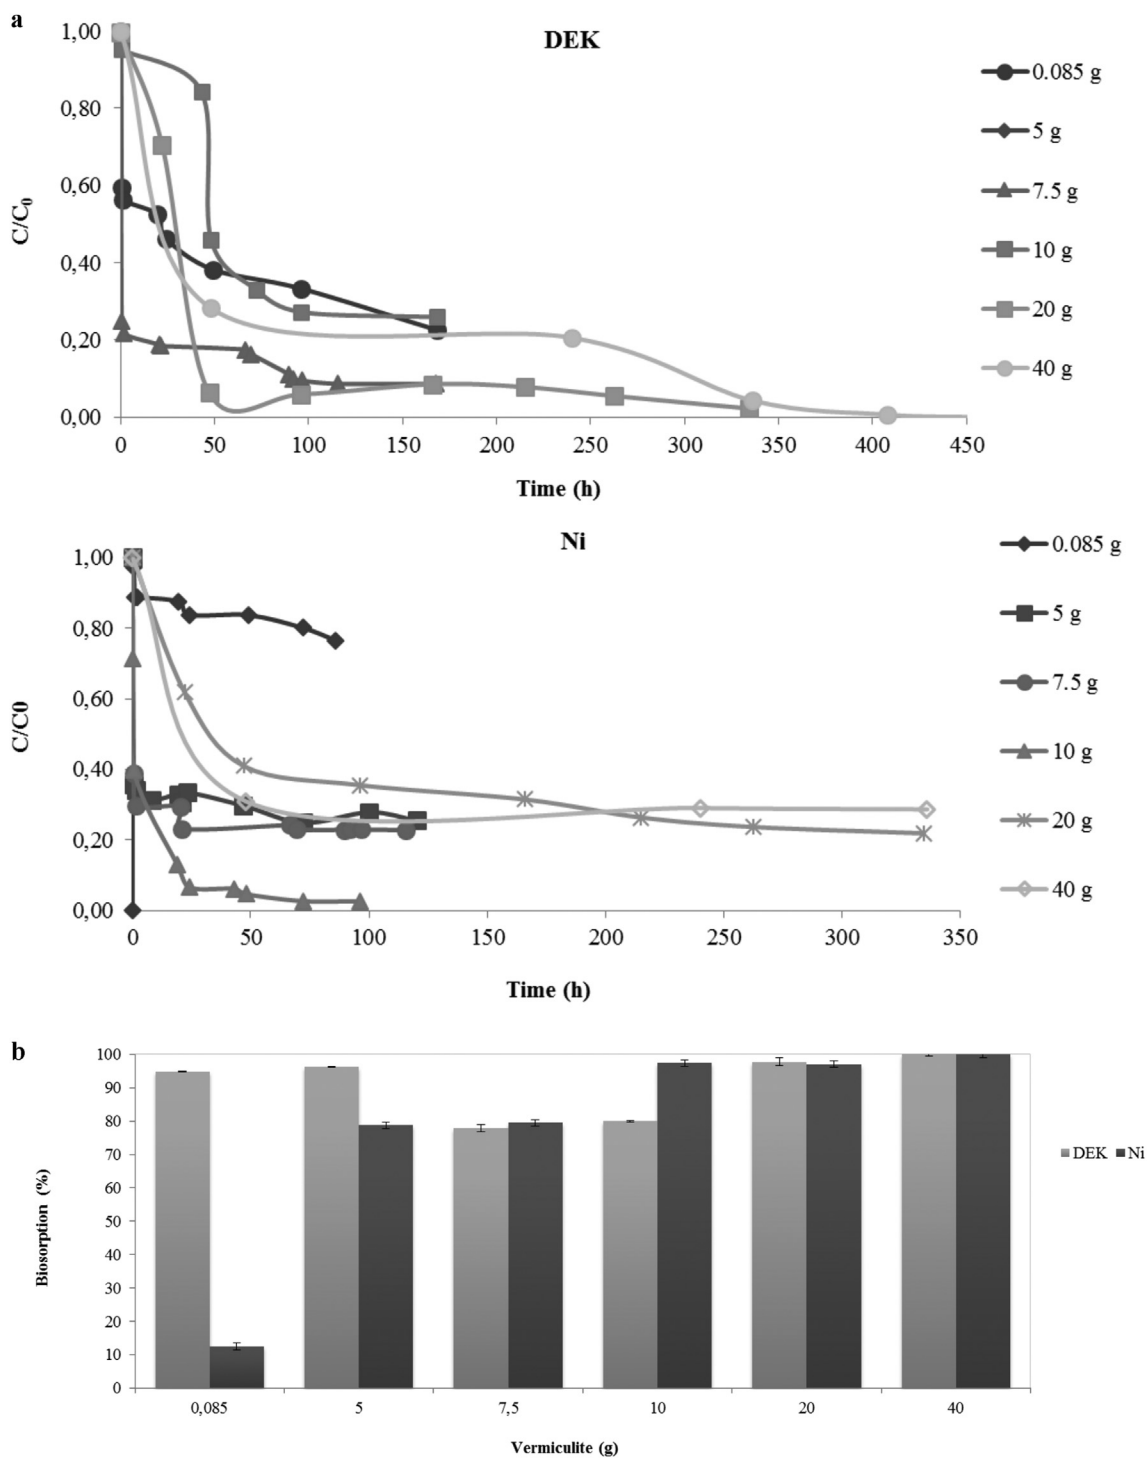 a
DEK
1,00
0,80
0,60
0,40
0,20
0,00
C/C0
0 50 100 150 200 250 300 350 400 450
Time (h)
0.085 g
5 g
7.5 g
10 g
20 g
40 g
Ni
1,00
0,80
0,60
0,40
0,20
0,00
C/C0
0 50 100 150 200 250 300 350
Time (h)
0.085 g
5 g
7.5 g
10 g
20 g
40 g
b
100
90
80
70
60
50
40
30
20
10
0
Biosorption (%)
0,085 5 7,5 10 20 40
Vermiculite (g)
DEK Ni